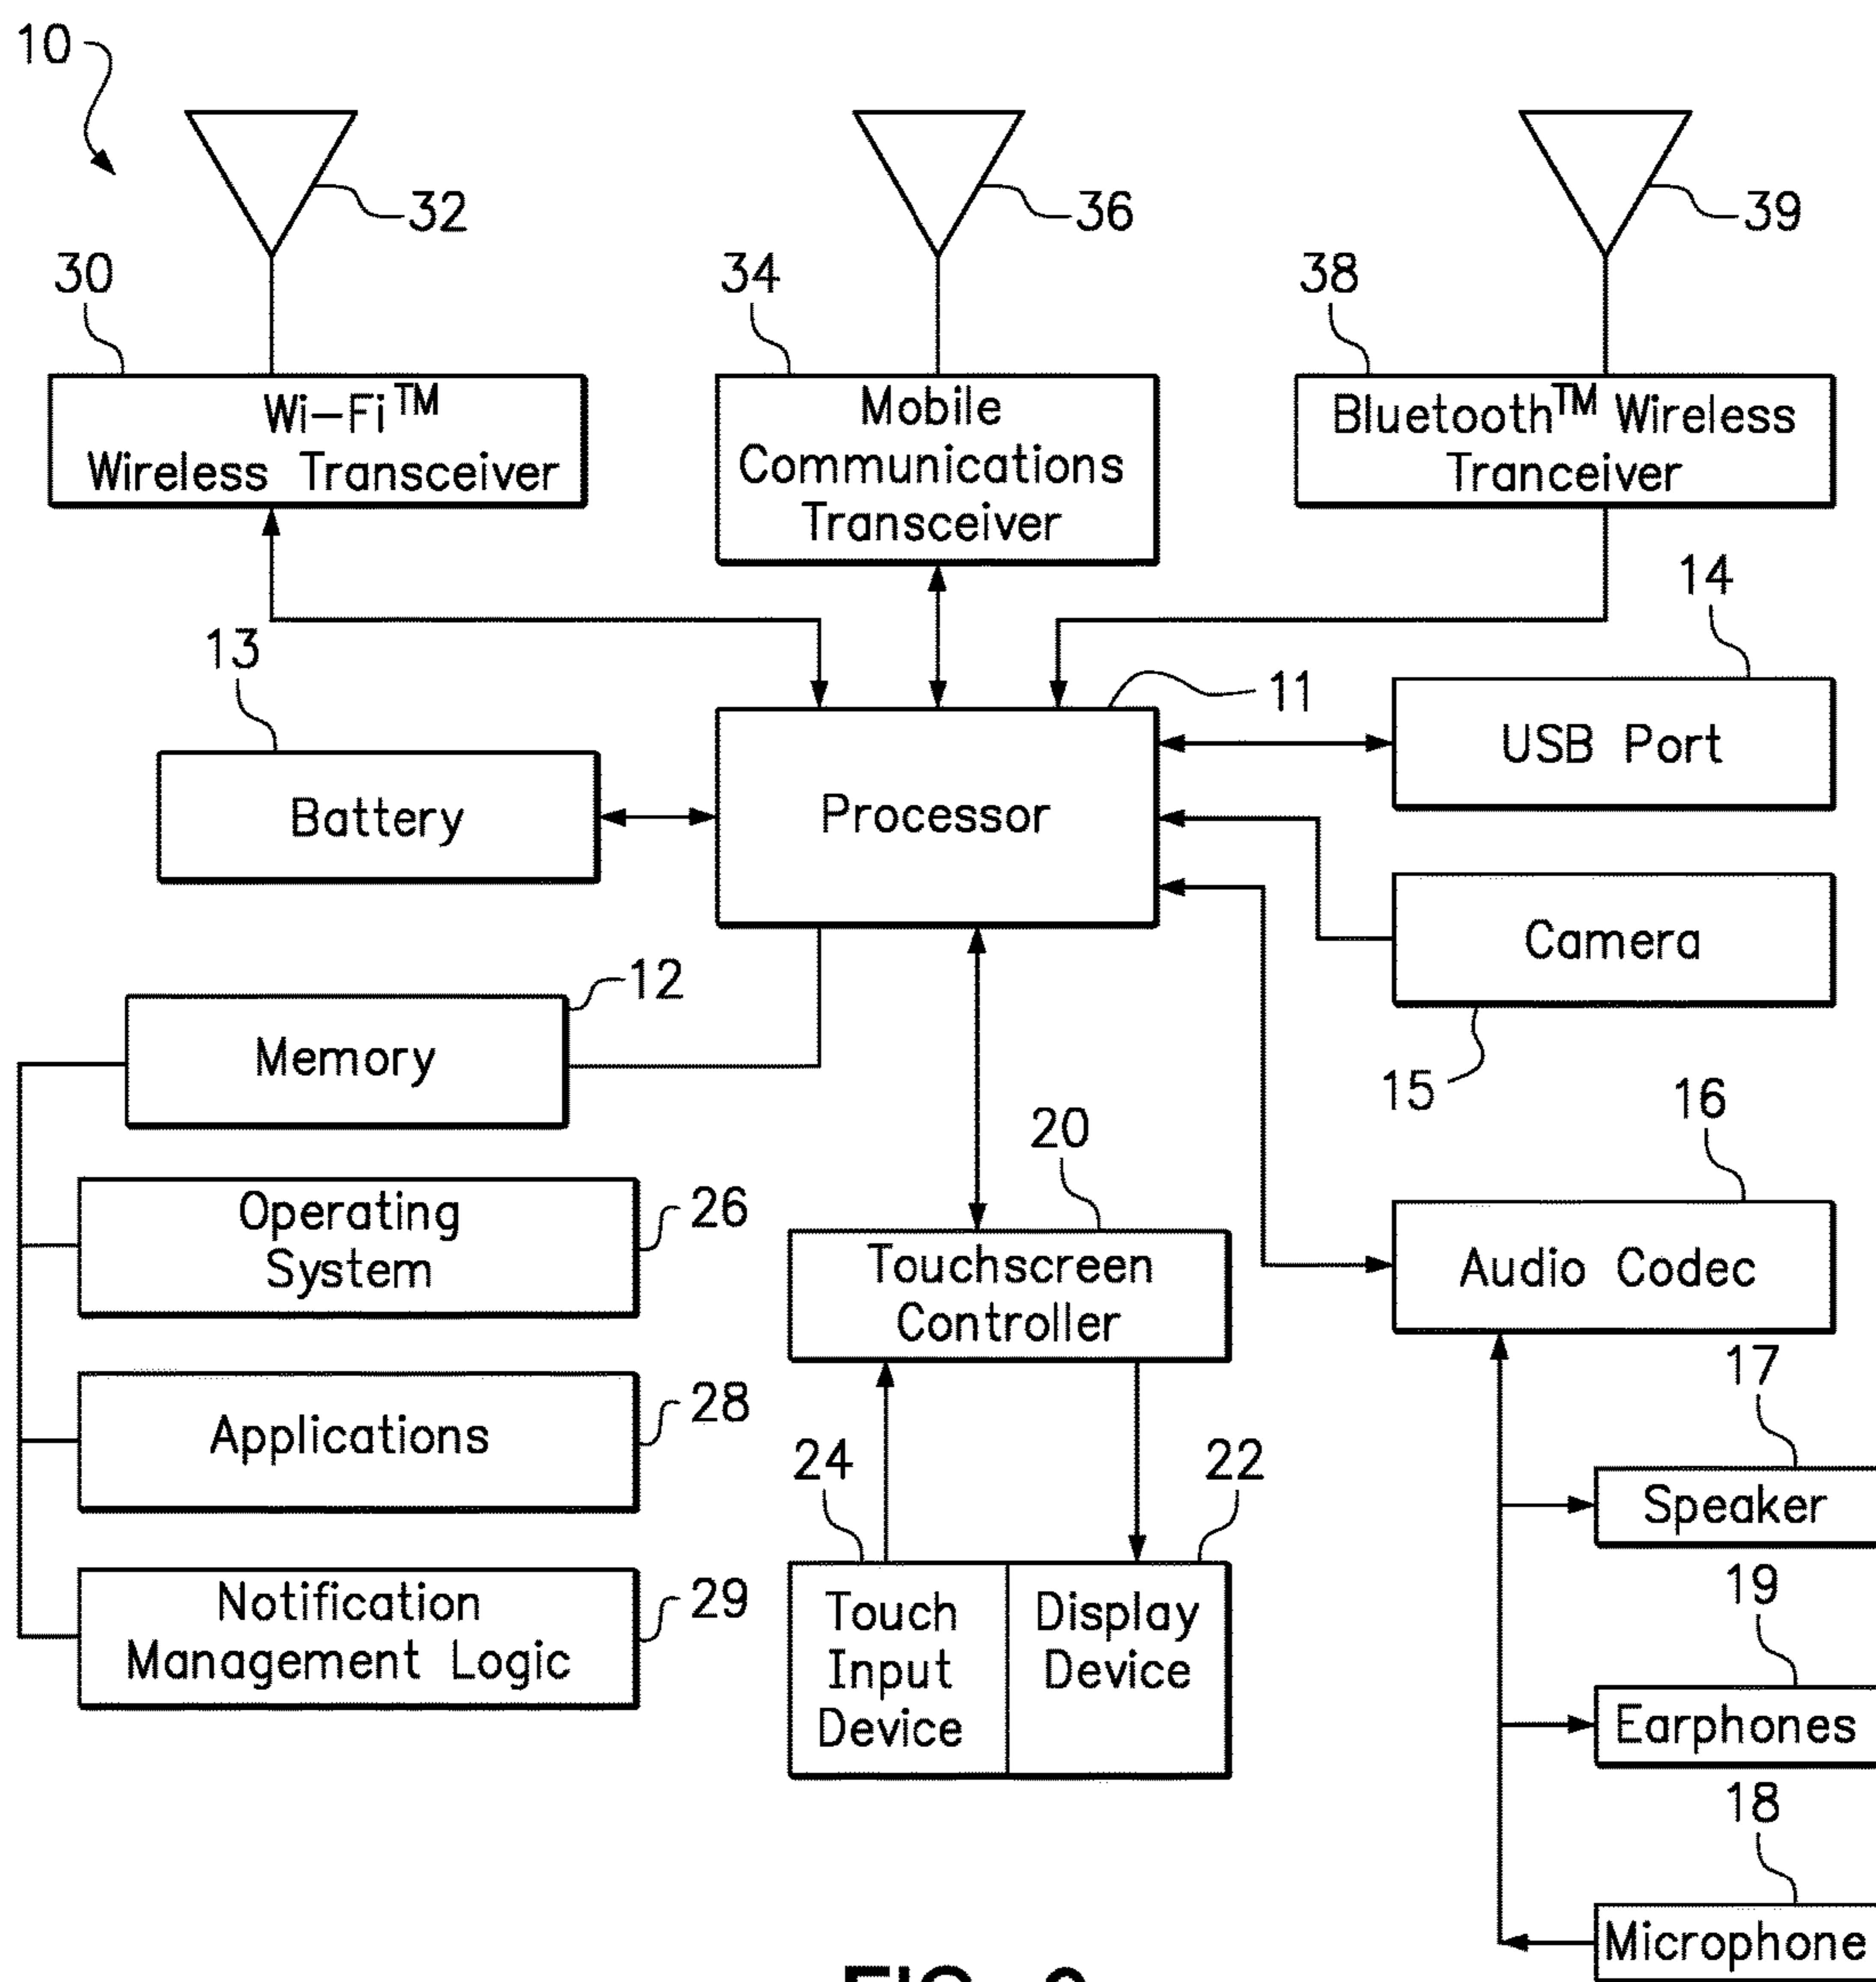 10
32
36
39
30
34
38
Wi-Fi™
Wireless Transceiver
Mobile
Communications
Transceiver
Bluetooth™ Wireless
Tranceiver
14
13
11
USB Port
Battery
Processor
Camera
12
Memory
15
16
20
Operating
System
26
Touchscreen
Controller
Audio Codec
17
Applications
28
24
22
Speaker
19
Notification
Management Logic
29
Touch
Input
Device
Display
Device
Earphones
18
Microphone
FIG.